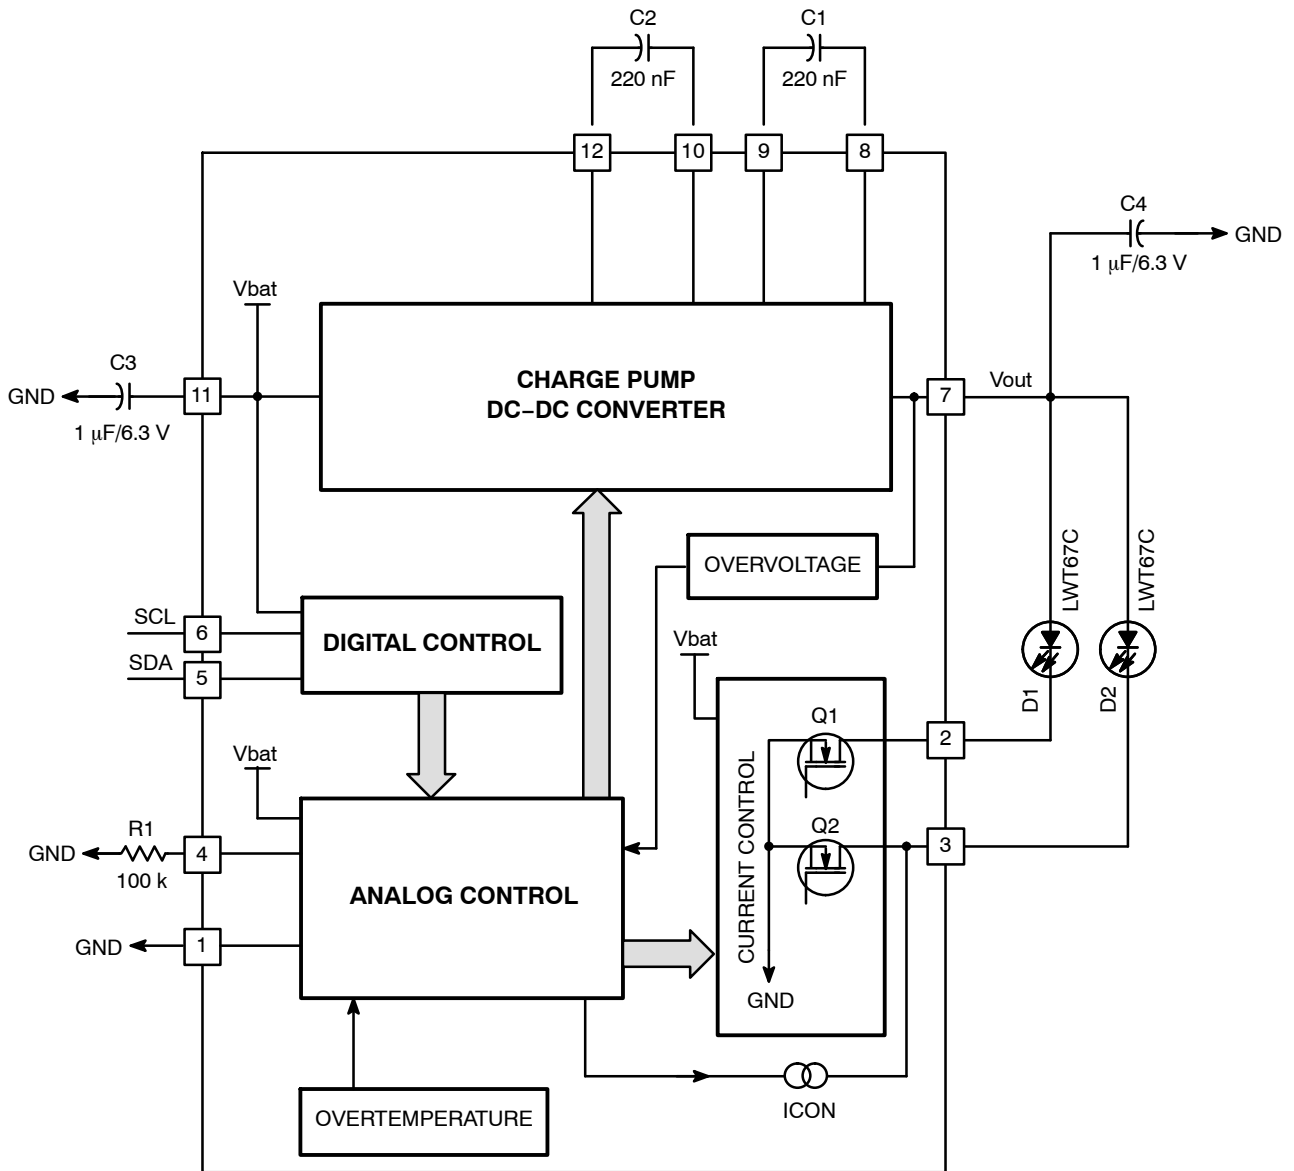 C2
C1
220 nF
220 nF
12
10
9
8
C4
GND
1 μF/6.3 V
Vbat
C3
GND
11
1 μF/6.3 V
CHARGE PUMP
DC–DC CONVERTER
7
Vout
OVERVOLTAGE
LWT67C
LWT67C
SCL
6
SDA
5
DIGITAL CONTROL
Vbat
D1
D2
Q1
2
Vbat
R1
GND
4
100 k
Q2
3
ANALOG CONTROL
CURRENT CONTROL
GND
1
GND
OVERTEMPERATURE
ICON